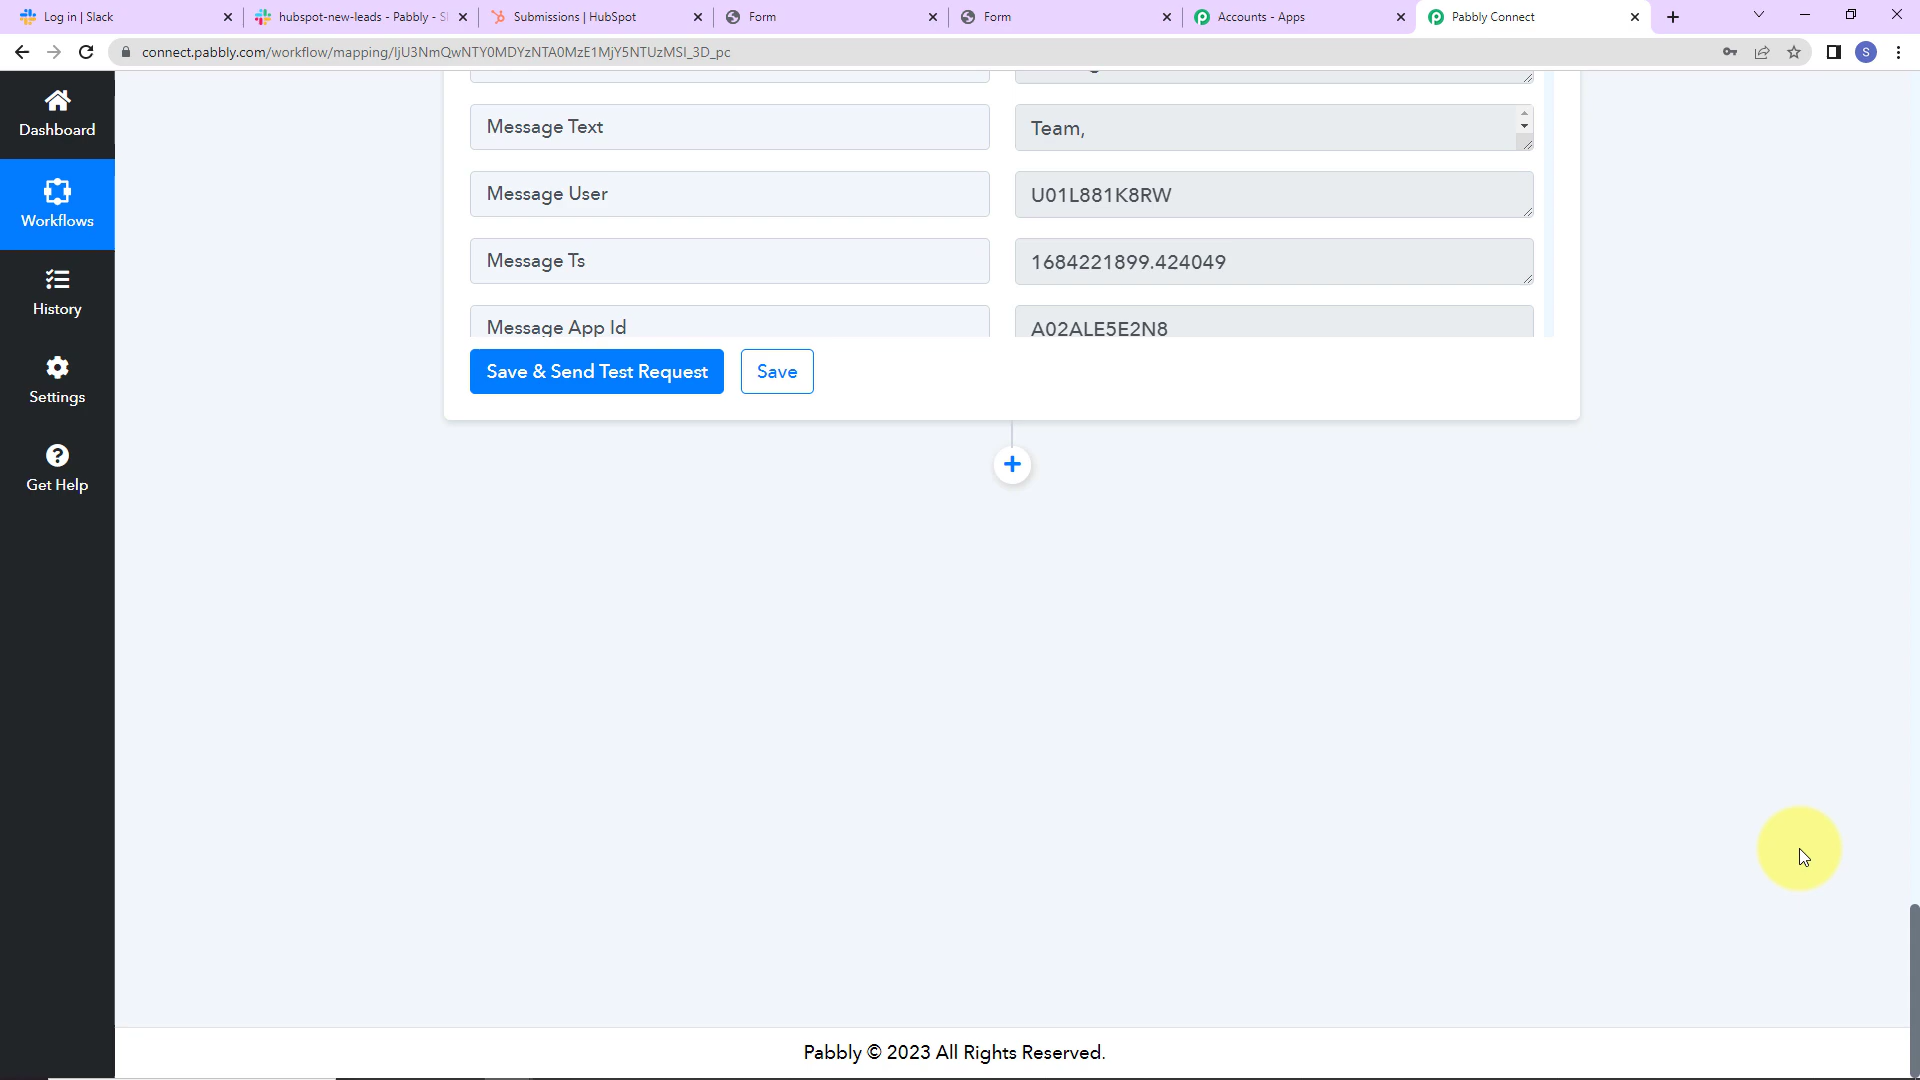 Log in | Slack
hubspot-new-leads - Pabbly - Sl
Submissions | HubSpot
Form
Form
Accounts - Apps
Pabbly Connect
connect.pabbly.com/workflow/mapping/IjU3NmQwNTY0MDYzNTA0MzE1MjY5NTUzMSI_3D_pc
S
Dashboard
Workflows
History
Settings
Get Help
Message Text
Team,
Message User
U01L881K8RW
Message Ts
1684221899.424049
Message App Id
A02ALE5E2N8
Save & Send Test Request
Save
Pabbly © 2023 All Rights Reserved.